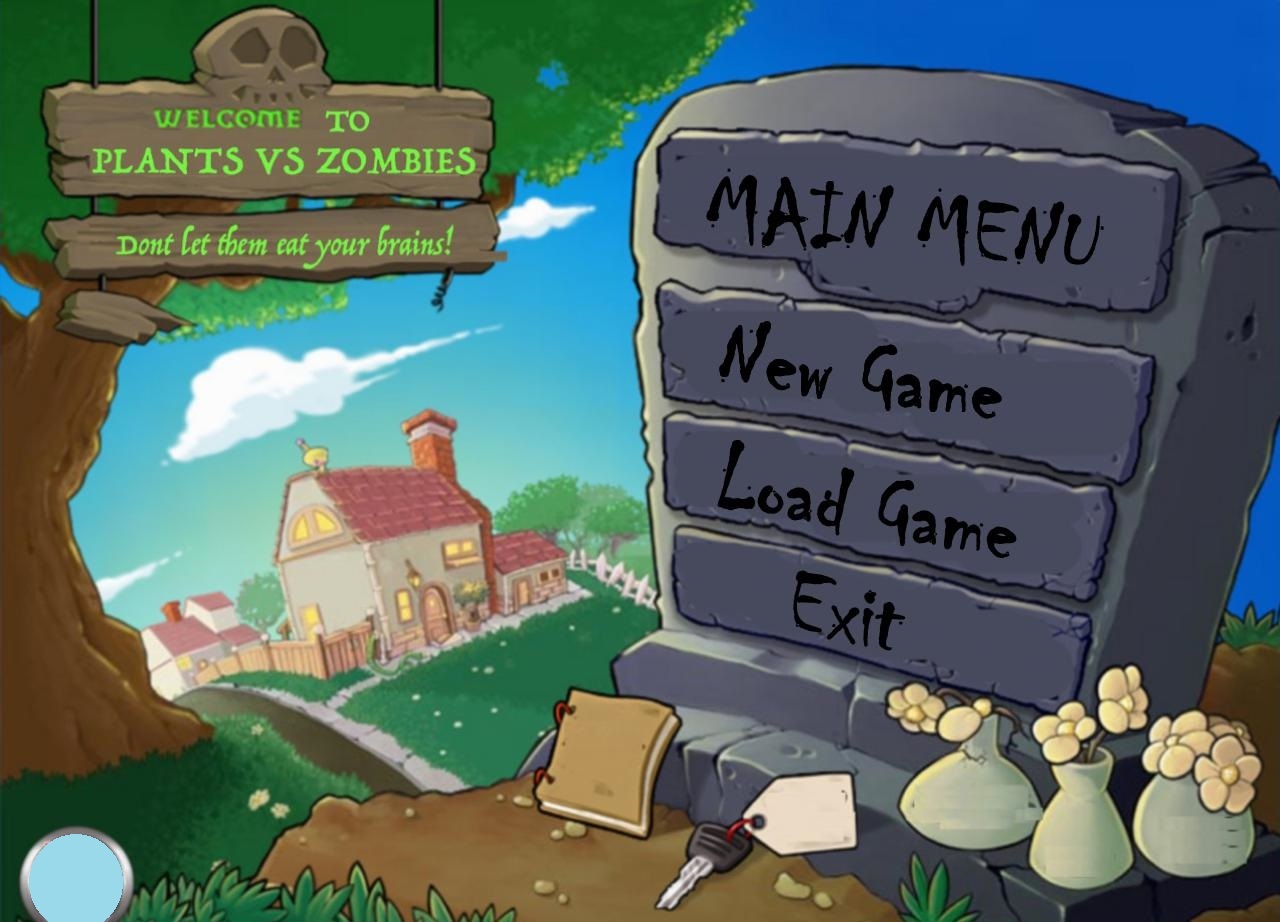 WELCOME TO
PLANTS VS ZOMBIES
Dont let them eat your brains!
MAIN MENU
New Game
Load Game
Exit